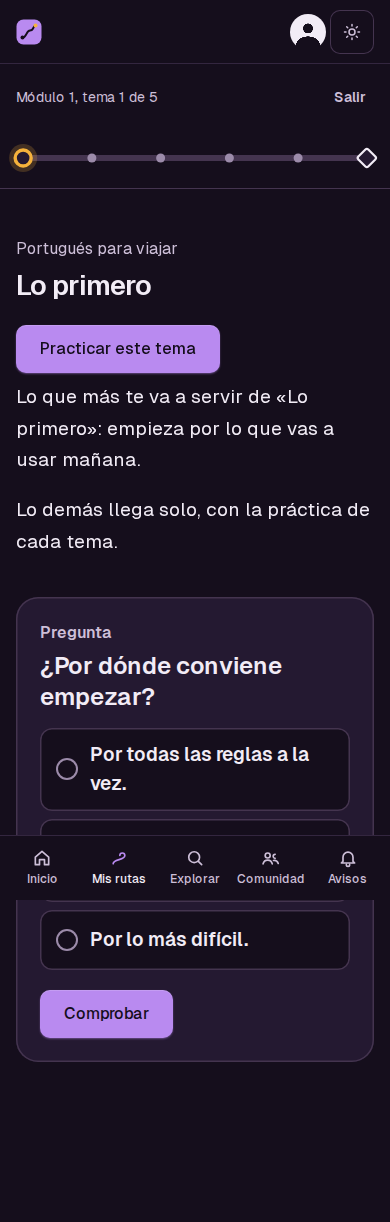 Módulo 1, tema 1 de 5
Salir
Portugués para viajar
Lo primero
Practicar este tema
Lo que más te va a servir de «Lo
primero»: empieza por lo que vas a
usar mañana.
Lo demás llega solo, con la práctica de
cada tema.
Pregunta
¿Por dónde conviene
empezar?
Por todas las reglas a la
vez.
Inicio
Mis rutas
Explorar
Comunidad
Avisos
Por lo más difícil.
Comprobar